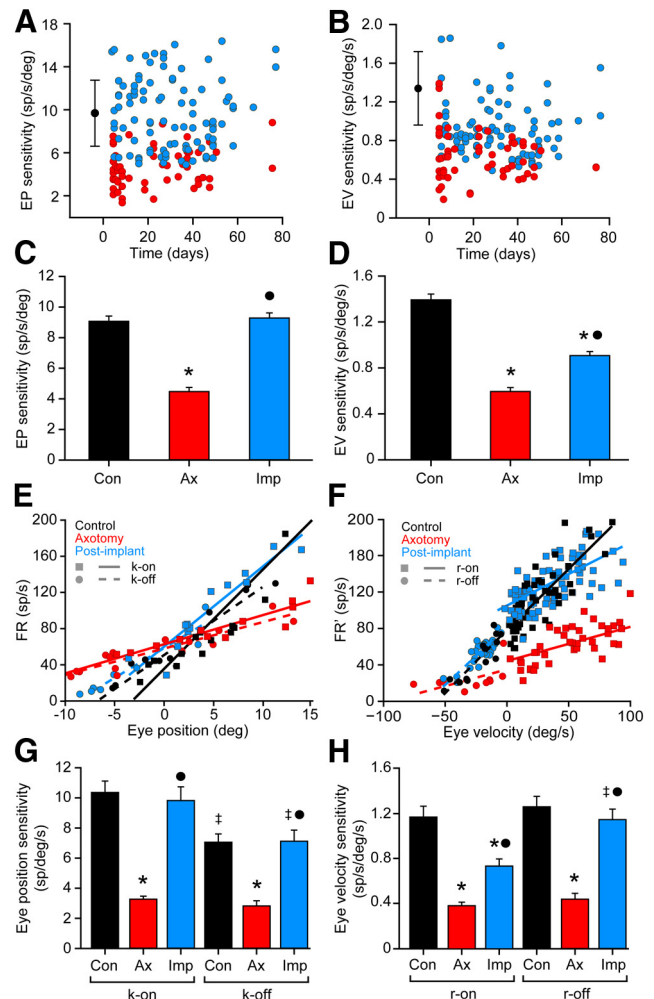 A
EP sensitivity (sp/s/deg)
18
14
10
6
2
0 20 40 60 80
Time (days)
B
EV sensitivity (sp/s/deg/s)
2.0
1.6
1.2
0.8
0.4
0
0 20 40 60 80
Time (days)
C
EP sensitivity (sp/s/deg)
12
10
8
6
4
2
0
*
●
Con Ax Imp
D
EV sensitivity (sp/s/deg/s)
1.6
1.2
0.8
0.4
0
*
* ●
Con Ax Imp
E
FR (sp/s)
200
160
120
80
40
0
Control
Axotomy
Post-implant
k-on
k-off
-10 -5 0 5 10 15
Eye position (deg)
F
FR' (sp/s)
200
160
120
80
40
0
Control
Axotomy
Post-implant
r-on
r-off
−100 −50 0 50 100
Eye velocity (deg/s)
G
Eye position sensitivity
(sp/deg/s)
12
10
8
6
4
2
0
*
●
‡
*
‡ ●
Con Ax Imp Con Ax Imp
k-on k-off
H
Eye velocity sensitivity
(sp/s/deg/s)
1.6
1.2
0.8
0.4
0
*
* ●
*
‡ ●
Con Ax Imp Con Ax Imp
r-on r-off